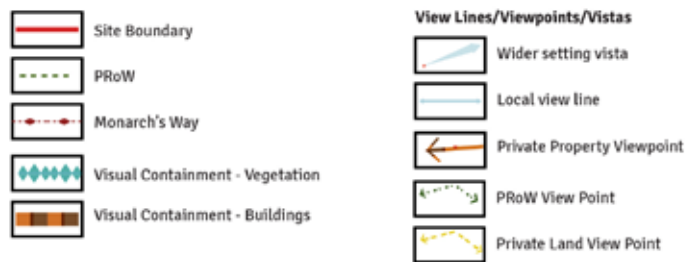 Site Boundary
PRoW
Monarch's Way
Visual Containment - Vegetation
Visual Containment - Buildings
View Lines/Viewpoints/Vistas
Wider setting vista
Local view line
Private Property Viewpoint
PRoW View Point
Private Land View Point